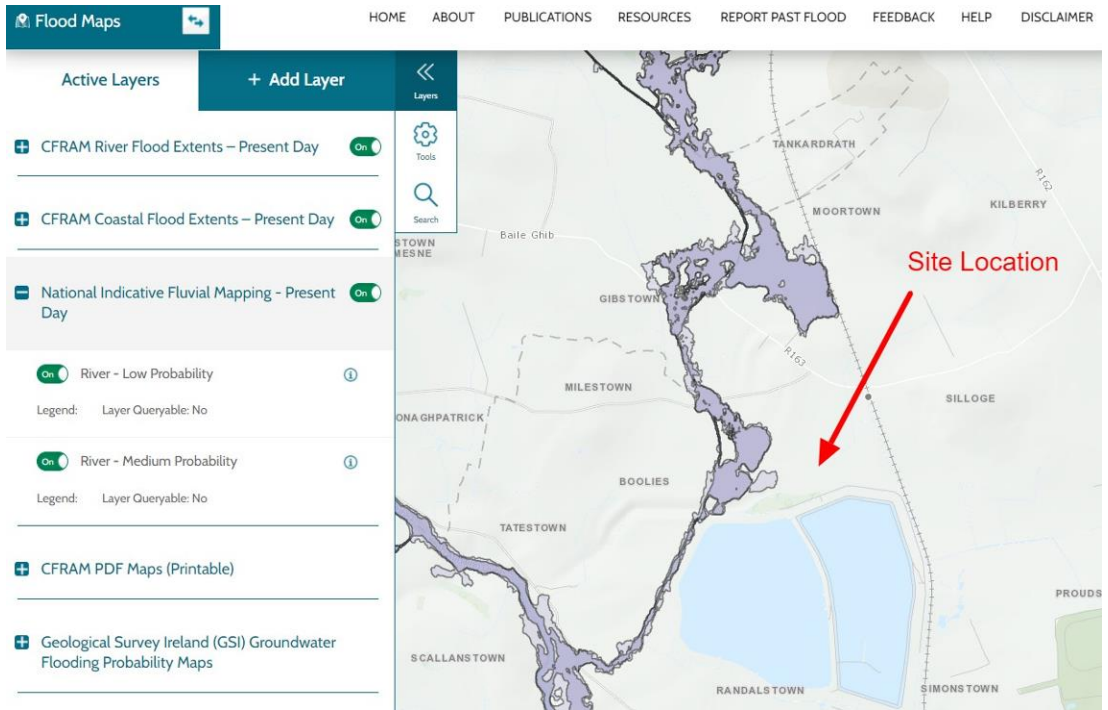 Flood Maps
HOME ABOUT PUBLICATIONS RESOURCES REPORT PAST FLOOD FEEDBACK HELP DISCLAIMER
Active Layers
+ Add Layer
Layers
Tools
Search
CFRAM River Flood Extents – Present Day
On
CFRAM Coastal Flood Extents – Present Day
On
National Indicative Fluvial Mapping - Present
Day
On
On
River - Low Probability
Legend: Layer Queryable: No
On
River - Medium Probability
Legend: Layer Queryable: No
CFRAM PDF Maps (Printable)
Geological Survey Ireland (GSI) Groundwater
Flooding Probability Maps
TANKARDRATH
R162
MOORTOWN
KILBERRY
Baile Ghib
STOWN
MESNE
Site Location
GIBSTOWN
R163
MILESTOWN
SILLOGE
ONAGHPATRICK
BOOLIES
TATESTOWN
PROUDS
SCALLANSTOWN
RANDALSTOWN
SIMONSTOWN